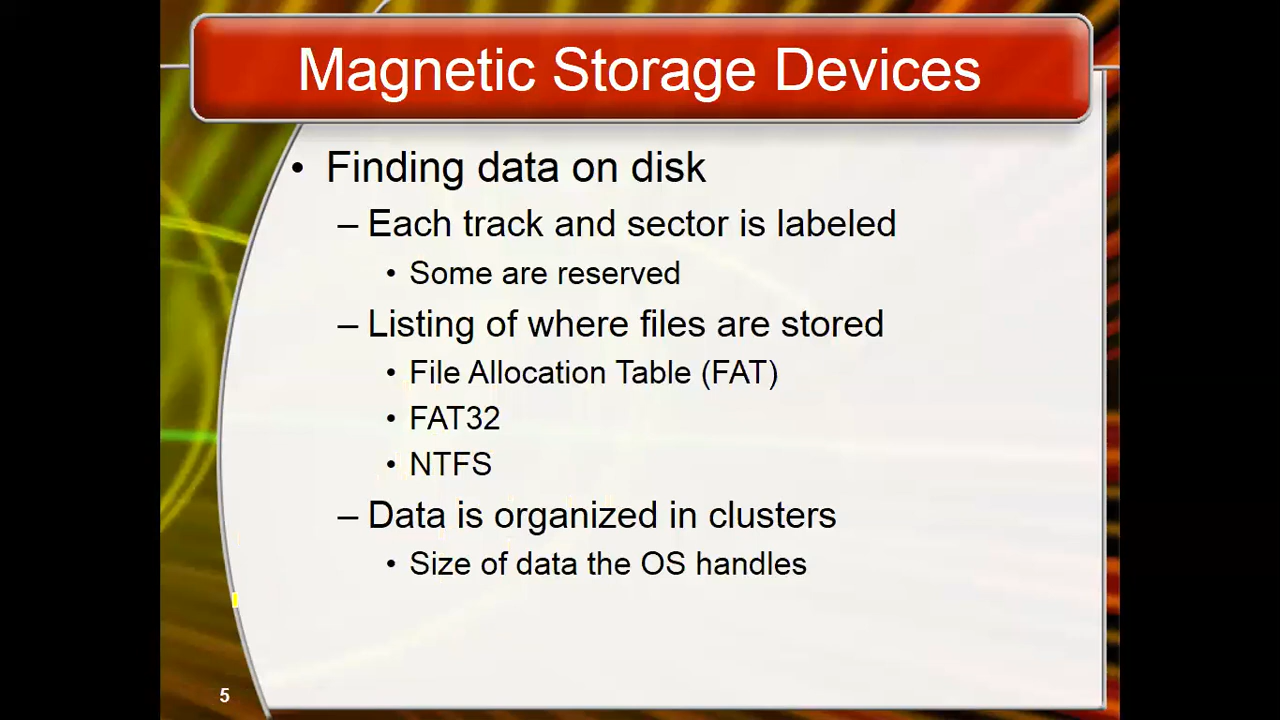 Magnetic Storage Devices
• Finding data on disk
– Each track and sector is labeled
• Some are reserved
– Listing of where files are stored
• File Allocation Table (FAT)
• FAT32
• NTFS
– Data is organized in clusters
• Size of data the OS handles
5